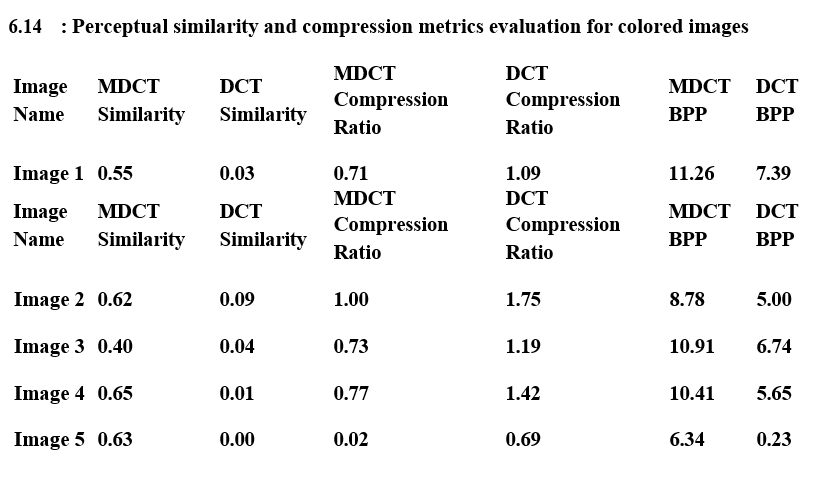 6.14 : Perceptual similarity and compression metrics evaluation for colored images
Image Name MDCT Similarity DCT Similarity MDCT Compression Ratio DCT Compression Ratio MDCT BPP DCT BPP
Image 1 0.55 0.03 0.71 1.09 11.26 7.39
Image Name MDCT Similarity DCT Similarity MDCT Compression Ratio DCT Compression Ratio MDCT BPP DCT BPP
Image 2 0.62 0.09 1.00 1.75 8.78 5.00
Image 3 0.40 0.04 0.73 1.19 10.91 6.74
Image 4 0.65 0.01 0.77 1.42 10.41 5.65
Image 5 0.63 0.00 0.02 0.69 6.34 0.23